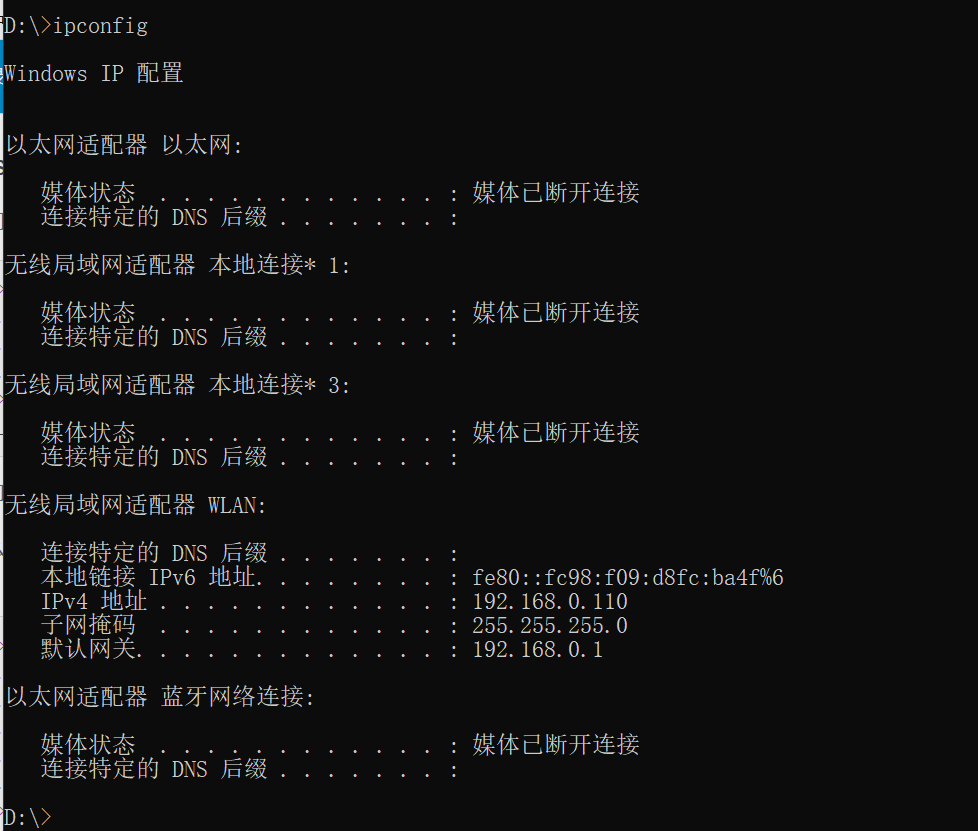 D:\>ipconfig
Windows IP 配置
以太网适配器 以太网:
媒体状态  . . . . . . . . . . . . : 媒体已断开连接
连接特定的 DNS 后缀 . . . . . . . :
无线局域网适配器 本地连接* 1:
媒体状态  . . . . . . . . . . . . : 媒体已断开连接
连接特定的 DNS 后缀 . . . . . . . :
无线局域网适配器 本地连接* 3:
媒体状态  . . . . . . . . . . . . : 媒体已断开连接
连接特定的 DNS 后缀 . . . . . . . :
无线局域网适配器 WLAN:
连接特定的 DNS 后缀 . . . . . . . :
本地链接 IPv6 地址. . . . . . . . : fe80::fc98:f09:d8fc:ba4f%6
IPv4 地址 . . . . . . . . . . . . : 192.168.0.110
子网掩码  . . . . . . . . . . . . : 255.255.255.0
默认网关. . . . . . . . . . . . . : 192.168.0.1
以太网适配器 蓝牙网络连接:
媒体状态  . . . . . . . . . . . . : 媒体已断开连接
连接特定的 DNS 后缀 . . . . . . . :
D:\>